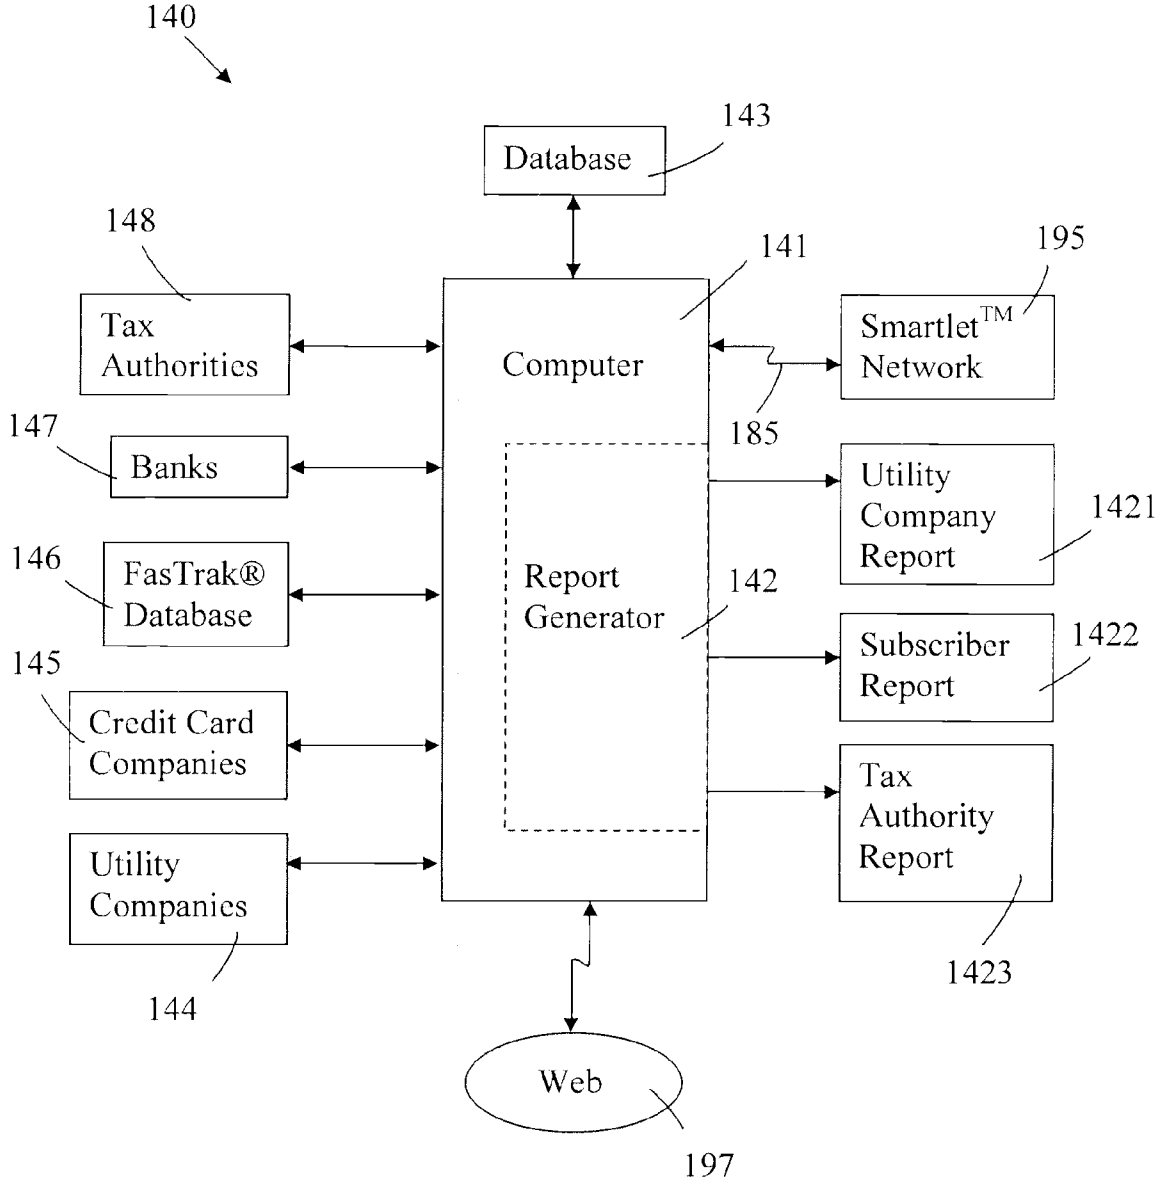 140
143
Database
148
141
195
Tax
Authorities
Computer
Smartlet™
Network
185
147
Banks
Utility
Company
Report
1421
146
FasTrak®
Database
Report
Generator
142
Subscriber
Report
1422
145
Credit Card
Companies
Tax
Authority
Report
Utility
Companies
1423
144
Web
197